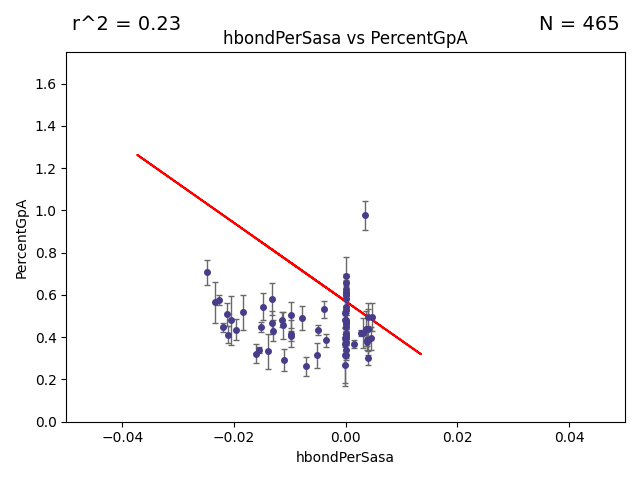 r^2 = 0.23
N = 465
hbondPerSasa vs PercentGpA
1.6
1.4
1.2
1.0
0.8
0.6
0.4
0.2
0.0
PercentGpA
−0.04
−0.02
0.00
0.02
0.04
hbondPerSasa